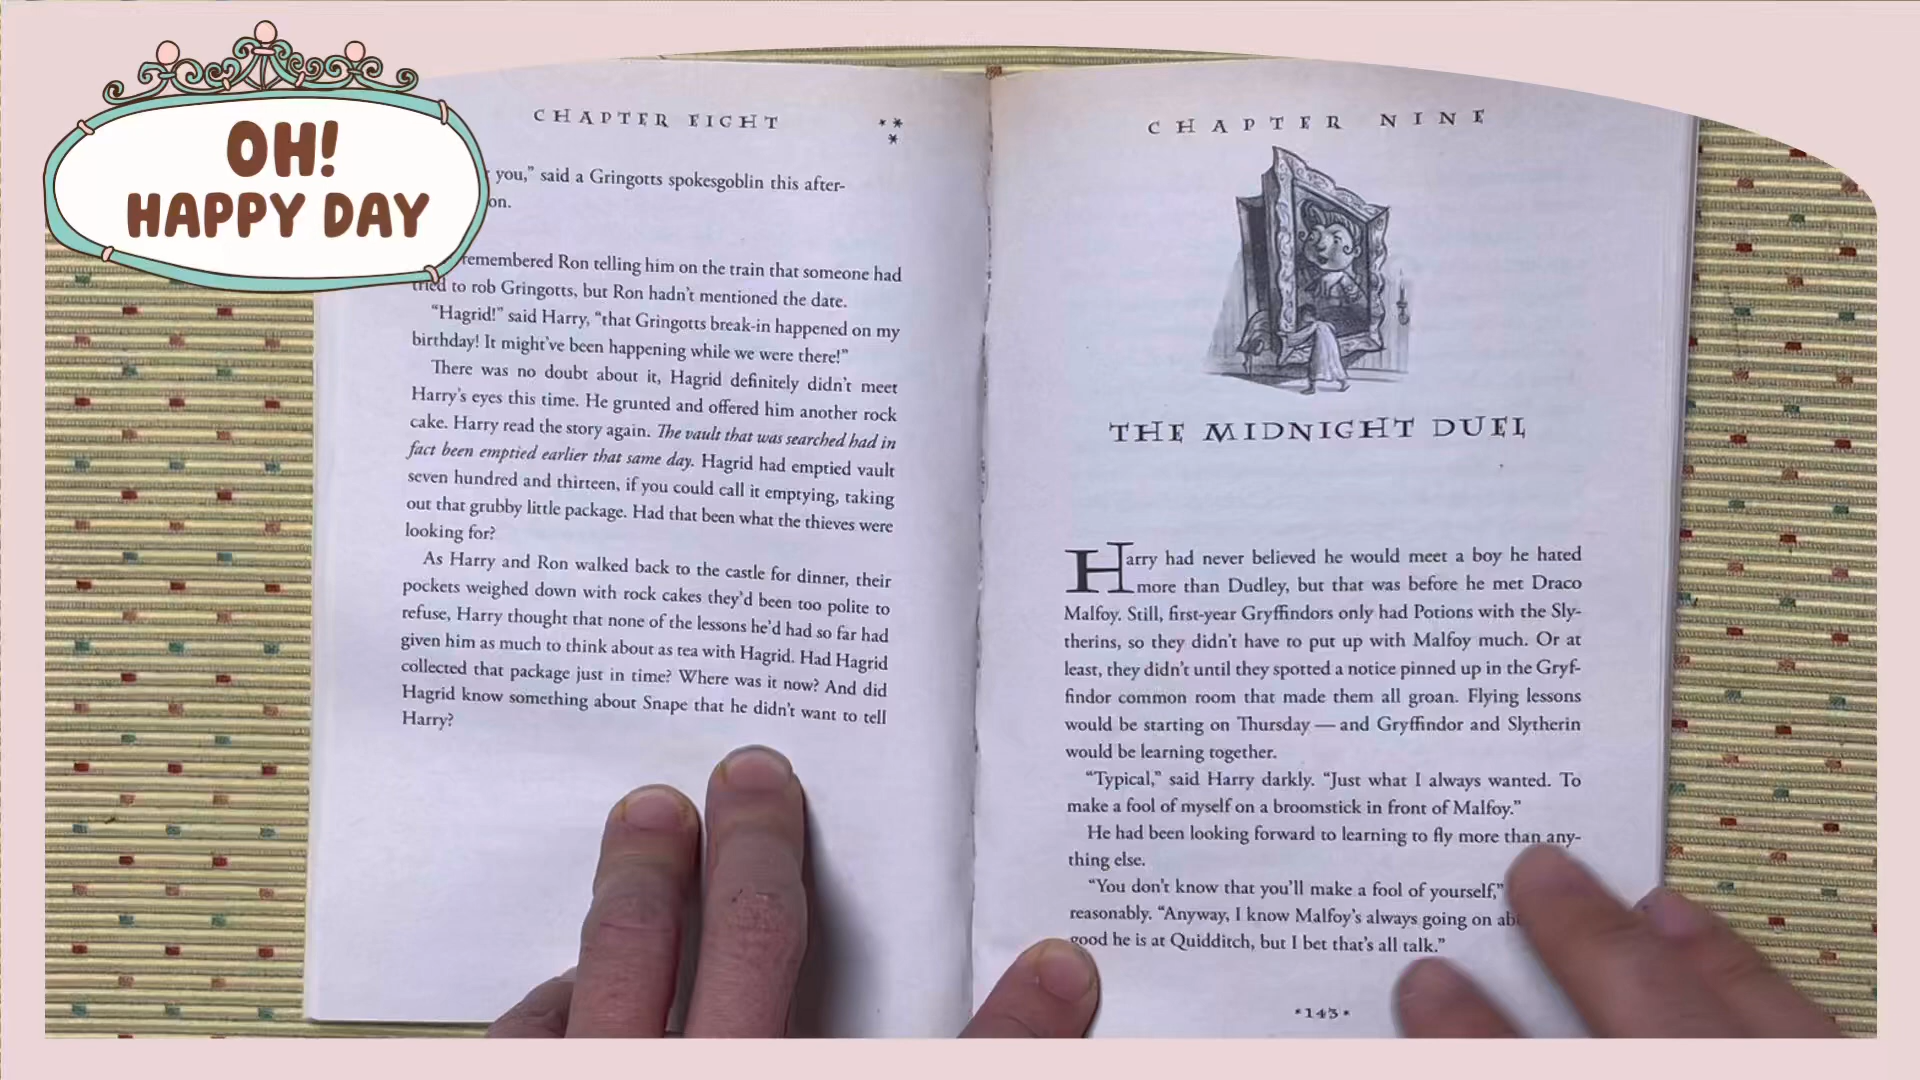 OH!
HAPPY DAY
CHAPTER EIGHT
you,” said a Gringotts spokesgoblin this after-
on.
remembered Ron telling him on the train that someone had
tried to rob Gringotts, but Ron hadn’t mentioned the date.
“Hagrid!” said Harry, “that Gringotts break-in happened on my
birthday! It might’ve been happening while we were there!”
There was no doubt about it, Hagrid definitely didn’t meet
Harry’s eyes this time. He grunted and offered him another rock
cake. Harry read the story again. The vault that was searched had in
fact been emptied earlier that same day. Hagrid had emptied vault
seven hundred and thirteen, if you could call it emptying, taking
out that grubby little package. Had that been what the thieves were
looking for?
As Harry and Ron walked back to the castle for dinner, their
pockets weighed down with rock cakes they’d been too polite to
refuse, Harry thought that none of the lessons he’d had so far had
given him as much to think about as tea with Hagrid. Had Hagrid
collected that package just in time? Where was it now? And did
Hagrid know something about Snape that he didn’t want to tell
Harry?
CHAPTER NINE
THE MIDNIGHT DUEL
Harry had never believed he would meet a boy he hated
more than Dudley, but that was before he met Draco
Malfoy. Still, first-year Gryffindors only had Potions with the Sly-
therins, so they didn’t have to put up with Malfoy much. Or at
least, they didn’t until they spotted a notice pinned up in the Gryf-
findor common room that made them all groan. Flying lessons
would be starting on Thursday — and Gryffindor and Slytherin
would be learning together.
“Typical,” said Harry darkly. “Just what I always wanted. To
make a fool of myself on a broomstick in front of Malfoy.”
He had been looking forward to learning to fly more than any-
thing else.
“You don’t know that you’ll make a fool of yourself,”
reasonably. “Anyway, I know Malfoy’s always going on
good he is at Quidditch, but I bet that’s all talk.”
*143*